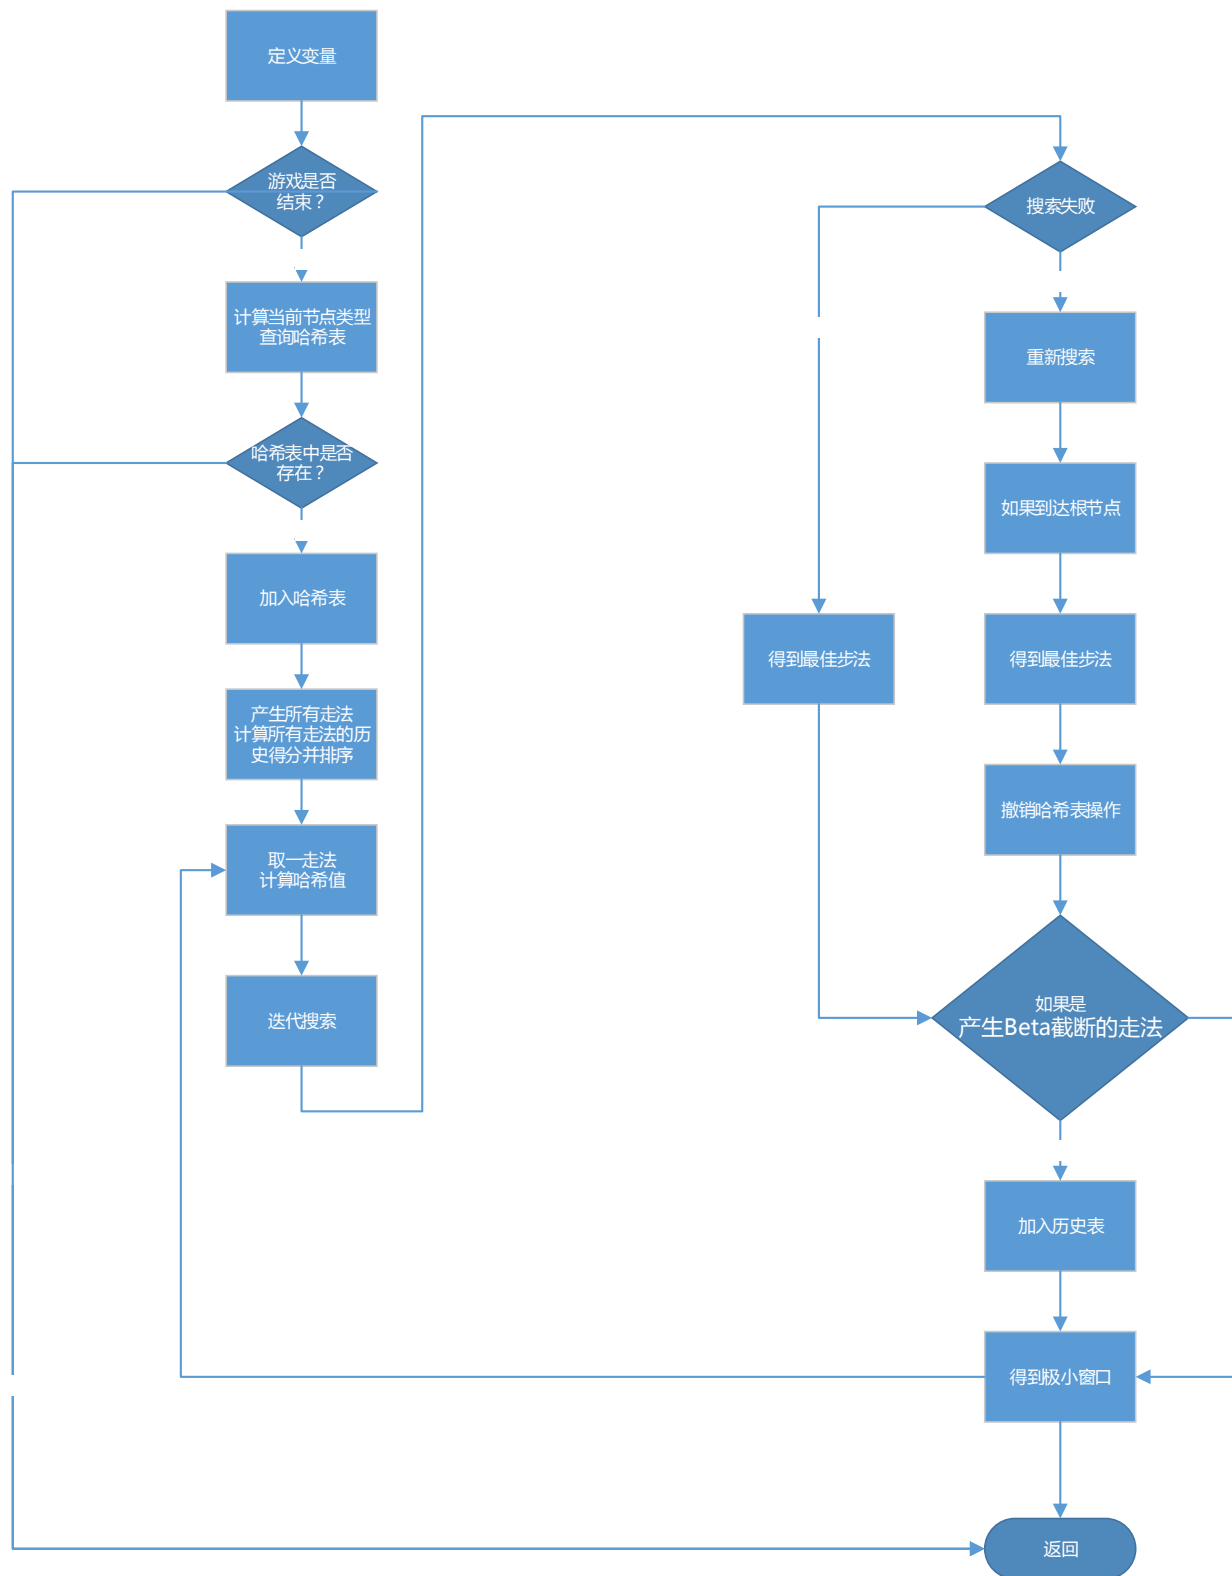 定义变量
游戏是否
结束？
计算当前节点类型
查询哈希表
哈希表中是否
存在？
加入哈希表
产生所有走法
计算所有走法的历
史得分并排序
取一走法
计算哈希值
迭代搜索
搜索失败
重新搜索
如果到达根节点
得到最佳步法
得到最佳步法
撤销哈希表操作
如果是
产生Beta截断的走法
加入历史表
得到极小窗口
返回